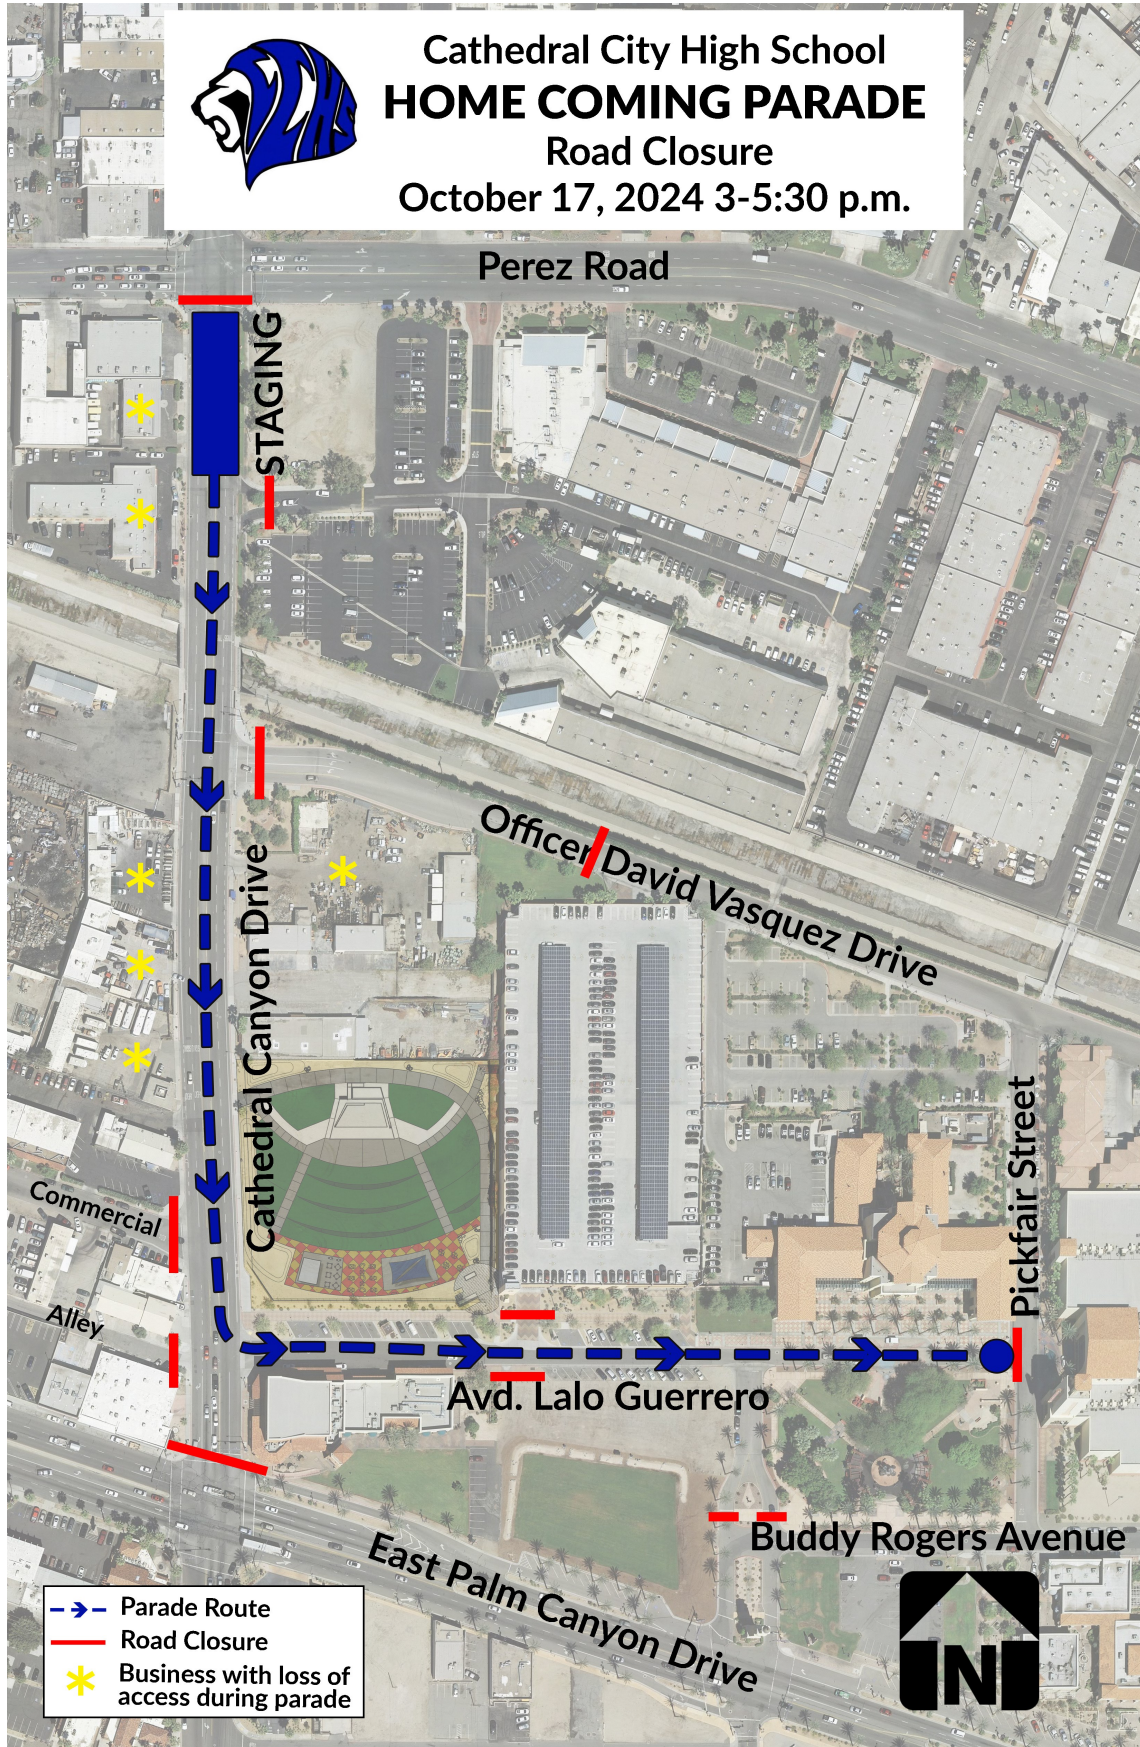 CCHS
Cathedral City High School
HOME COMING PARADE
Road Closure
October 17, 2024 3-5:30 p.m.
Perez Road
STAGING
Officer David Vasquez Drive
Cathedral Canyon Drive
Pickfair Street
Commercial
Alley
Avd. Lalo Guerrero
Buddy Rogers Avenue
East Palm Canyon Drive
Parade Route
Road Closure
Business with loss of
access during parade
N